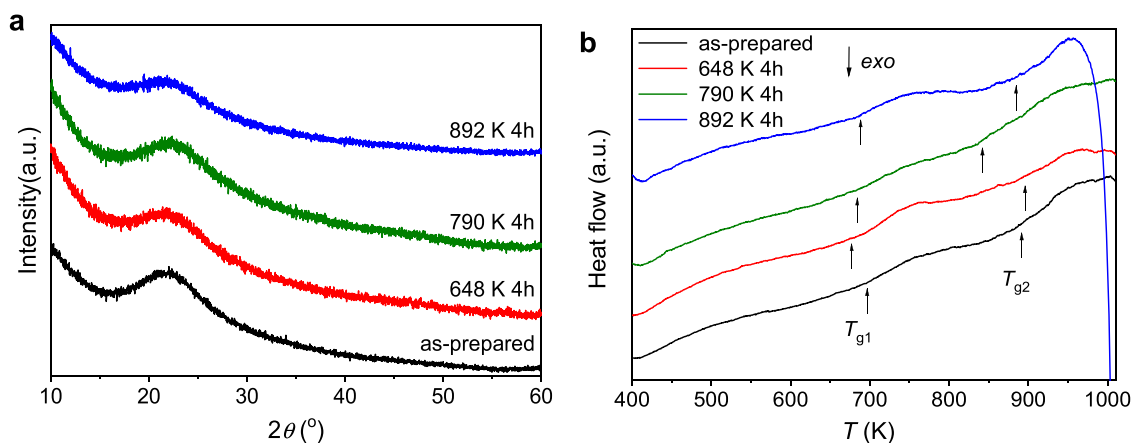 a
Intensity(a.u.)
892 K 4h
790 K 4h
648 K 4h
as-prepared
10 20 30 40 50 60
2θ (°)
b
Heat flow (a.u.)
as-prepared
648 K 4h
790 K 4h
892 K 4h
exo
Tg2
Tg1
400 500 600 700 800 900 1000
T (K)